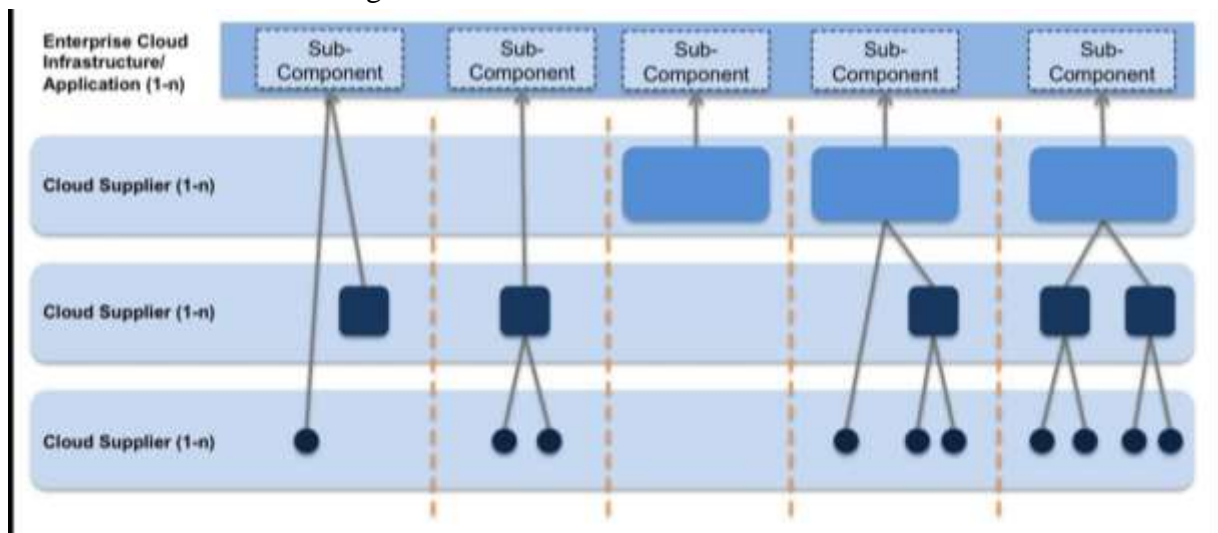 Enterprise Cloud
Infrastructure/
Application (1-n)
Sub-
Component
Sub-
Component
Sub-
Component
Sub-
Component
Sub-
Component
Cloud Supplier (1-n)
Cloud Supplier (1-n)
Cloud Supplier (1-n)